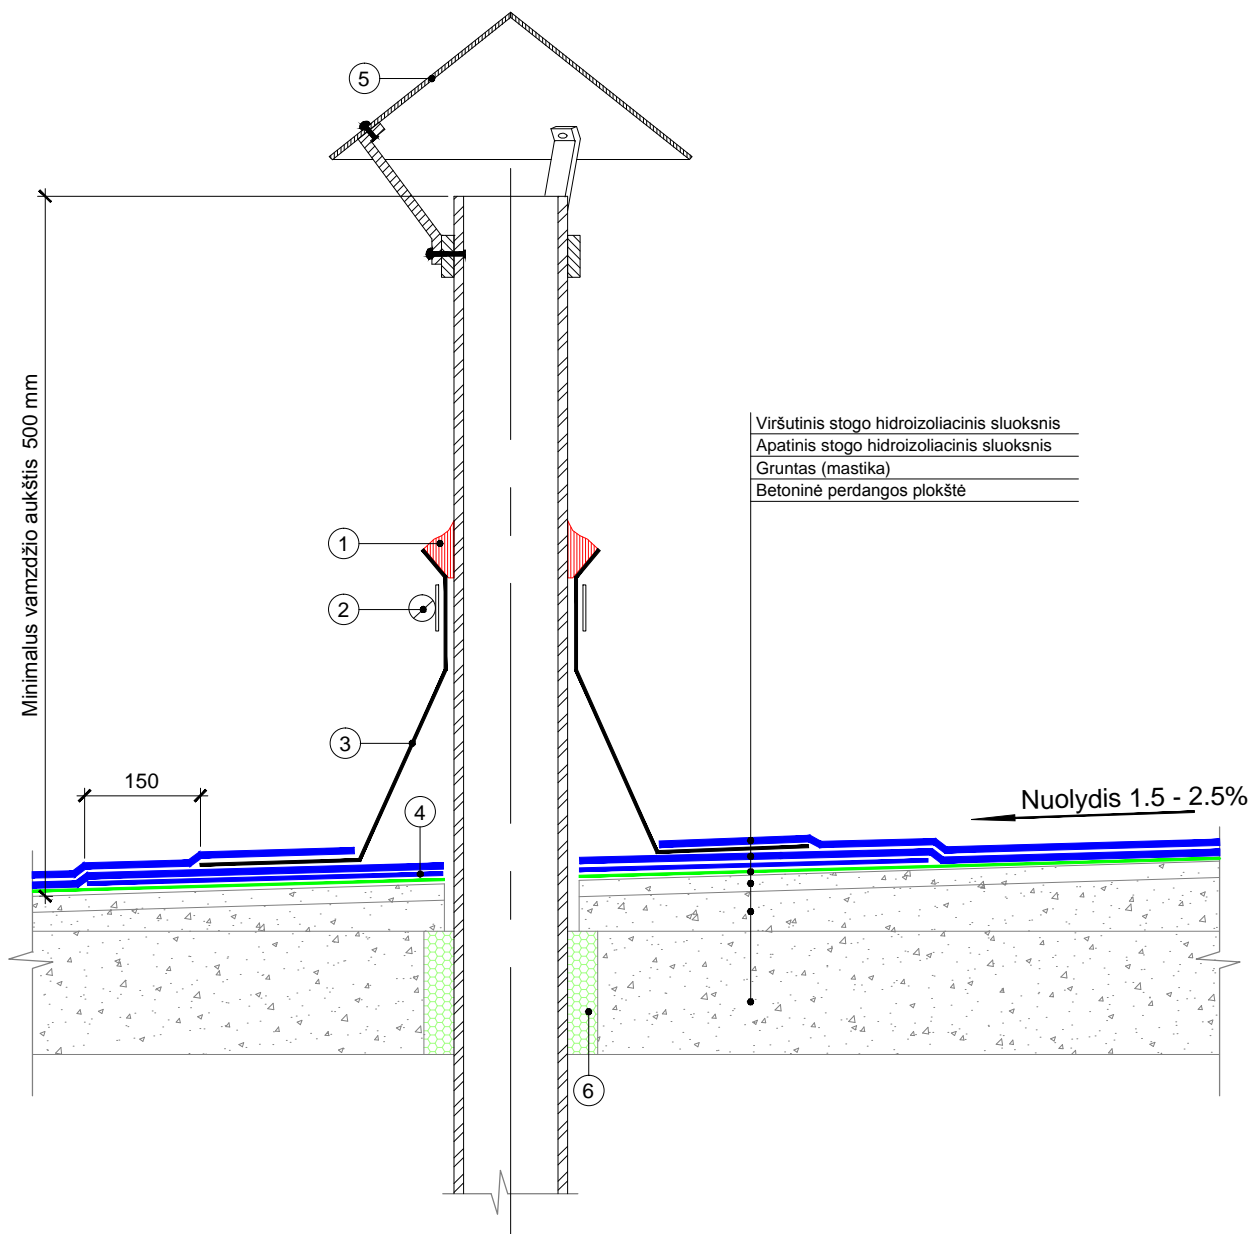 5
Minimalus vamzdžio aukštis 500 mm
Viršutinis stogo hidroizoliacinis sluoksnis
Apatinis stogo hidroizoliacinis sluoksnis
Gruntas (mastika)
Betoninė perdangos plokštė
1
2
3
150
4
Nuolydis 1.5 - 2.5%
6